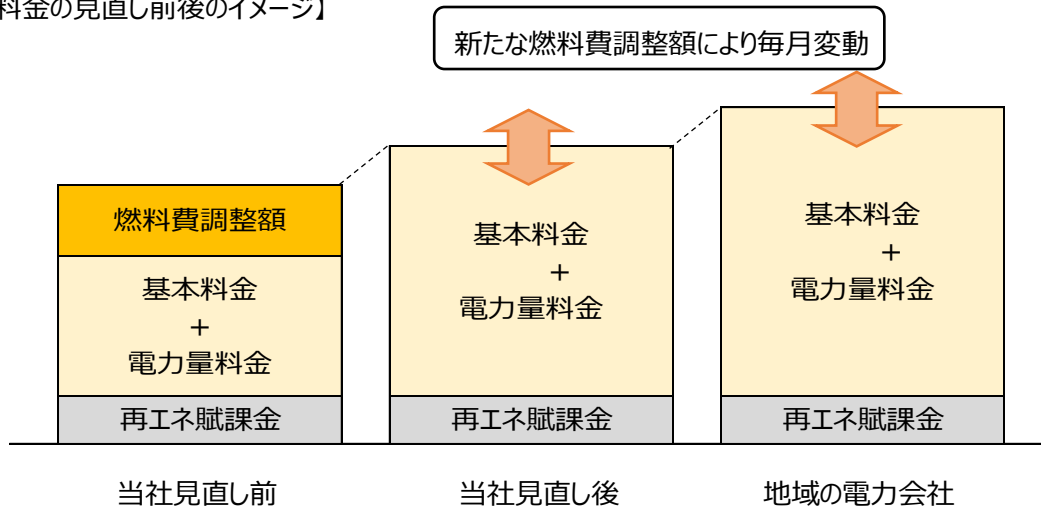 料金の見直し前後のイメージ】
新たな燃料費調整額により毎月変動
燃料費調整額
基本料金
+
電力量料金
再エネ賦課金
当社見直し前
基本料金
+
電力量料金
再エネ賦課金
当社見直し後
基本料金
+
電力量料金
再エネ賦課金
地域の電力会社